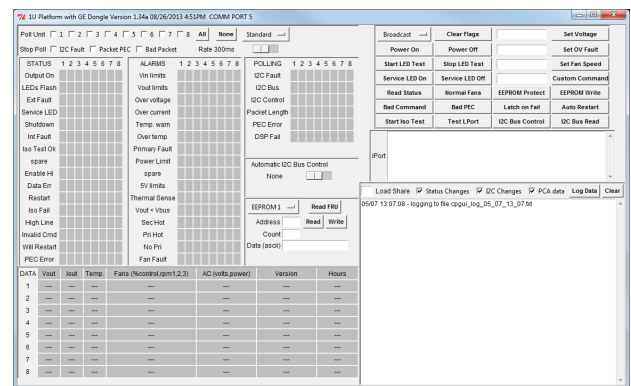 1U Platform with GE Dongle Version 1.34a 08/26/2013 4:51PM COMM PORT 5
Poll Unit 1 2 3 4 5 6 7 8 All None Standard
Stop Poll I2C Fault Packet PEC Bad Packet Rate 300ms
STATUS 1 2 3 4 5 6 7 8
Output On
LEDs Flash
Ext Fault
Service LED
Shutdown
Int Fault
Iso Test Ok
spare
Enable Hi
Data Err
Restart
Iso Fail
High Line
Invalid Cmd
Will Restart
PEC Error
ALARMS 1 2 3 4 5 6 7 8
Vin limits
Vout limits
Over voltage
Over current
Temp. warn
Over temp.
Primary Fault
Power Limit
spare
5V limits
Thermal Sense
Vout < Vbus
Sec Hot
Pri Hot
No Pri
Fan Fault
POLLING 1 2 3 4 5 6 7 8
I2C Fault
I2C Bus
I2C Control
Packet Length
PEC Error
DSP Fail
Automatic I2C Bus Control
None
EEPROM1 Read FRU
Address Read Write
Count
Data (ascii)
DATA Vout Iout Temp. Fans (%control,rpm1,2,3) AC (volts,power) Version Hours
1 --- --- --- --- --- --- ---
2 --- --- --- --- --- --- ---
3 --- --- --- --- --- --- ---
4 --- --- --- --- --- --- ---
5 --- --- --- --- --- --- ---
6 --- --- --- --- --- --- ---
7 --- --- --- --- --- --- ---
8 --- --- --- --- --- --- ---
Broadcast Clear Flags Set Voltage
Power On Power Off Set OV Fault
Start LED Test Stop LED Test Set Fan Speed
Service LED On Service LED Off Custom Command
Read Status Normal Fans EEPROM Protect EEPROM Write
Bad Command Bad PEC Latch on Fail Auto Restart
Start Iso Test Test LPort I2C Bus Control I2C Bus Read
iPort
Load Share Status Changes I2C Changes PCA data Log Data Clear
05/07 13:07:08 - logging to file cpgui_log_05_07_13_07.txt